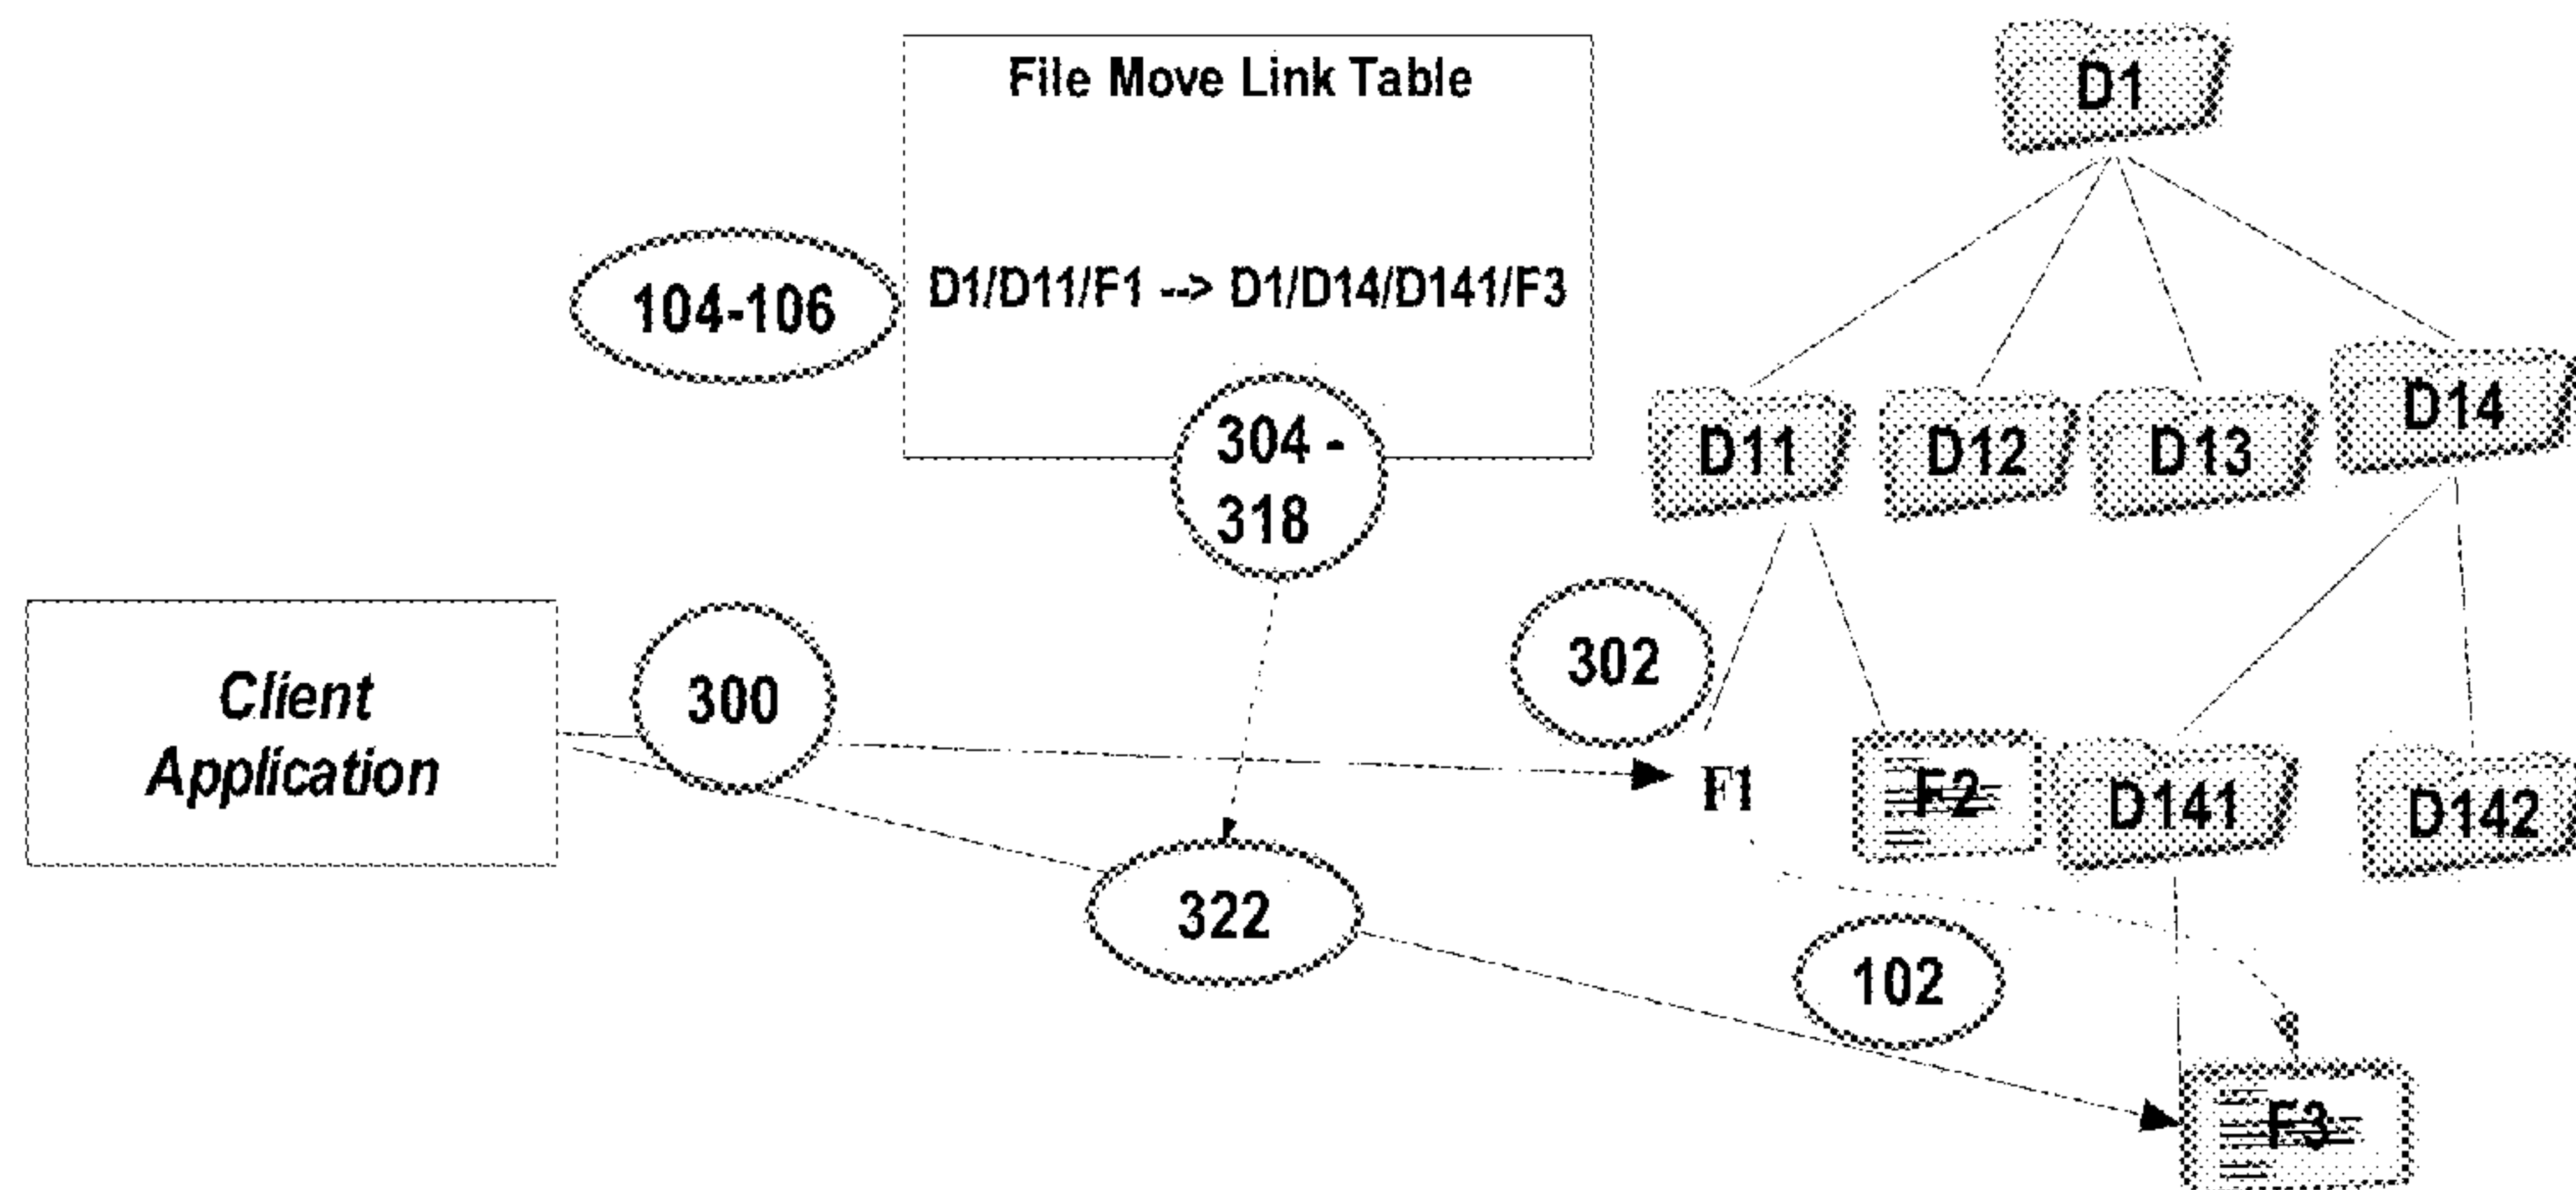 File Move Link Table
D1
104-106
D1/D11/F1 --> D1/D14/D141/F3
D11
D12
D13
D14
304 -
318
Client
Application
300
302
F1
F2
D141
D142
322
102
F3